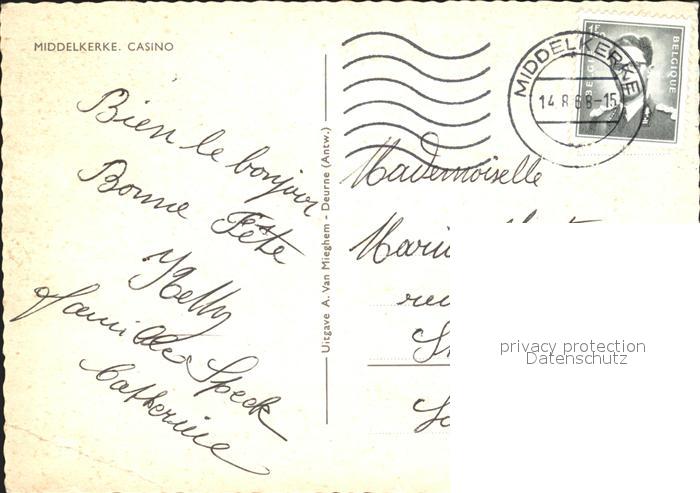 MIDDELKERKE. CASINO
Bien le bonjour
Bonne Fête
Nelly
famille Speck
Catherine
Uitgave A. Van Mieghem - Deurne (Antw.)
MIDDELKERKE
14 8 68-15
BELGIQUE
Mademoiselle
privacy protection
Datenschutz